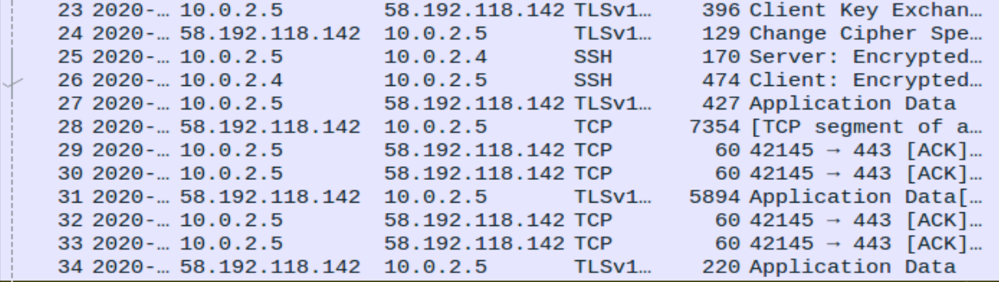 23 2020-… 10.0.2.5 58.192.118.142 TLSv1… 396 Client Key Exchan…
24 2020-… 58.192.118.142 10.0.2.5 TLSv1… 129 Change Cipher Spe…
25 2020-… 10.0.2.5 10.0.2.4 SSH 170 Server: Encrypted…
26 2020-… 10.0.2.4 10.0.2.5 SSH 474 Client: Encrypted…
27 2020-… 10.0.2.5 58.192.118.142 TLSv1… 427 Application Data
28 2020-… 58.192.118.142 10.0.2.5 TCP 7354 [TCP segment of a…
29 2020-… 10.0.2.5 58.192.118.142 TCP 60 42145 → 443 [ACK]…
30 2020-… 10.0.2.5 58.192.118.142 TCP 60 42145 → 443 [ACK]…
31 2020-… 58.192.118.142 10.0.2.5 TLSv1… 5894 Application Data[…
32 2020-… 10.0.2.5 58.192.118.142 TCP 60 42145 → 443 [ACK]…
33 2020-… 10.0.2.5 58.192.118.142 TCP 60 42145 → 443 [ACK]…
34 2020-… 58.192.118.142 10.0.2.5 TLSv1… 220 Application Data